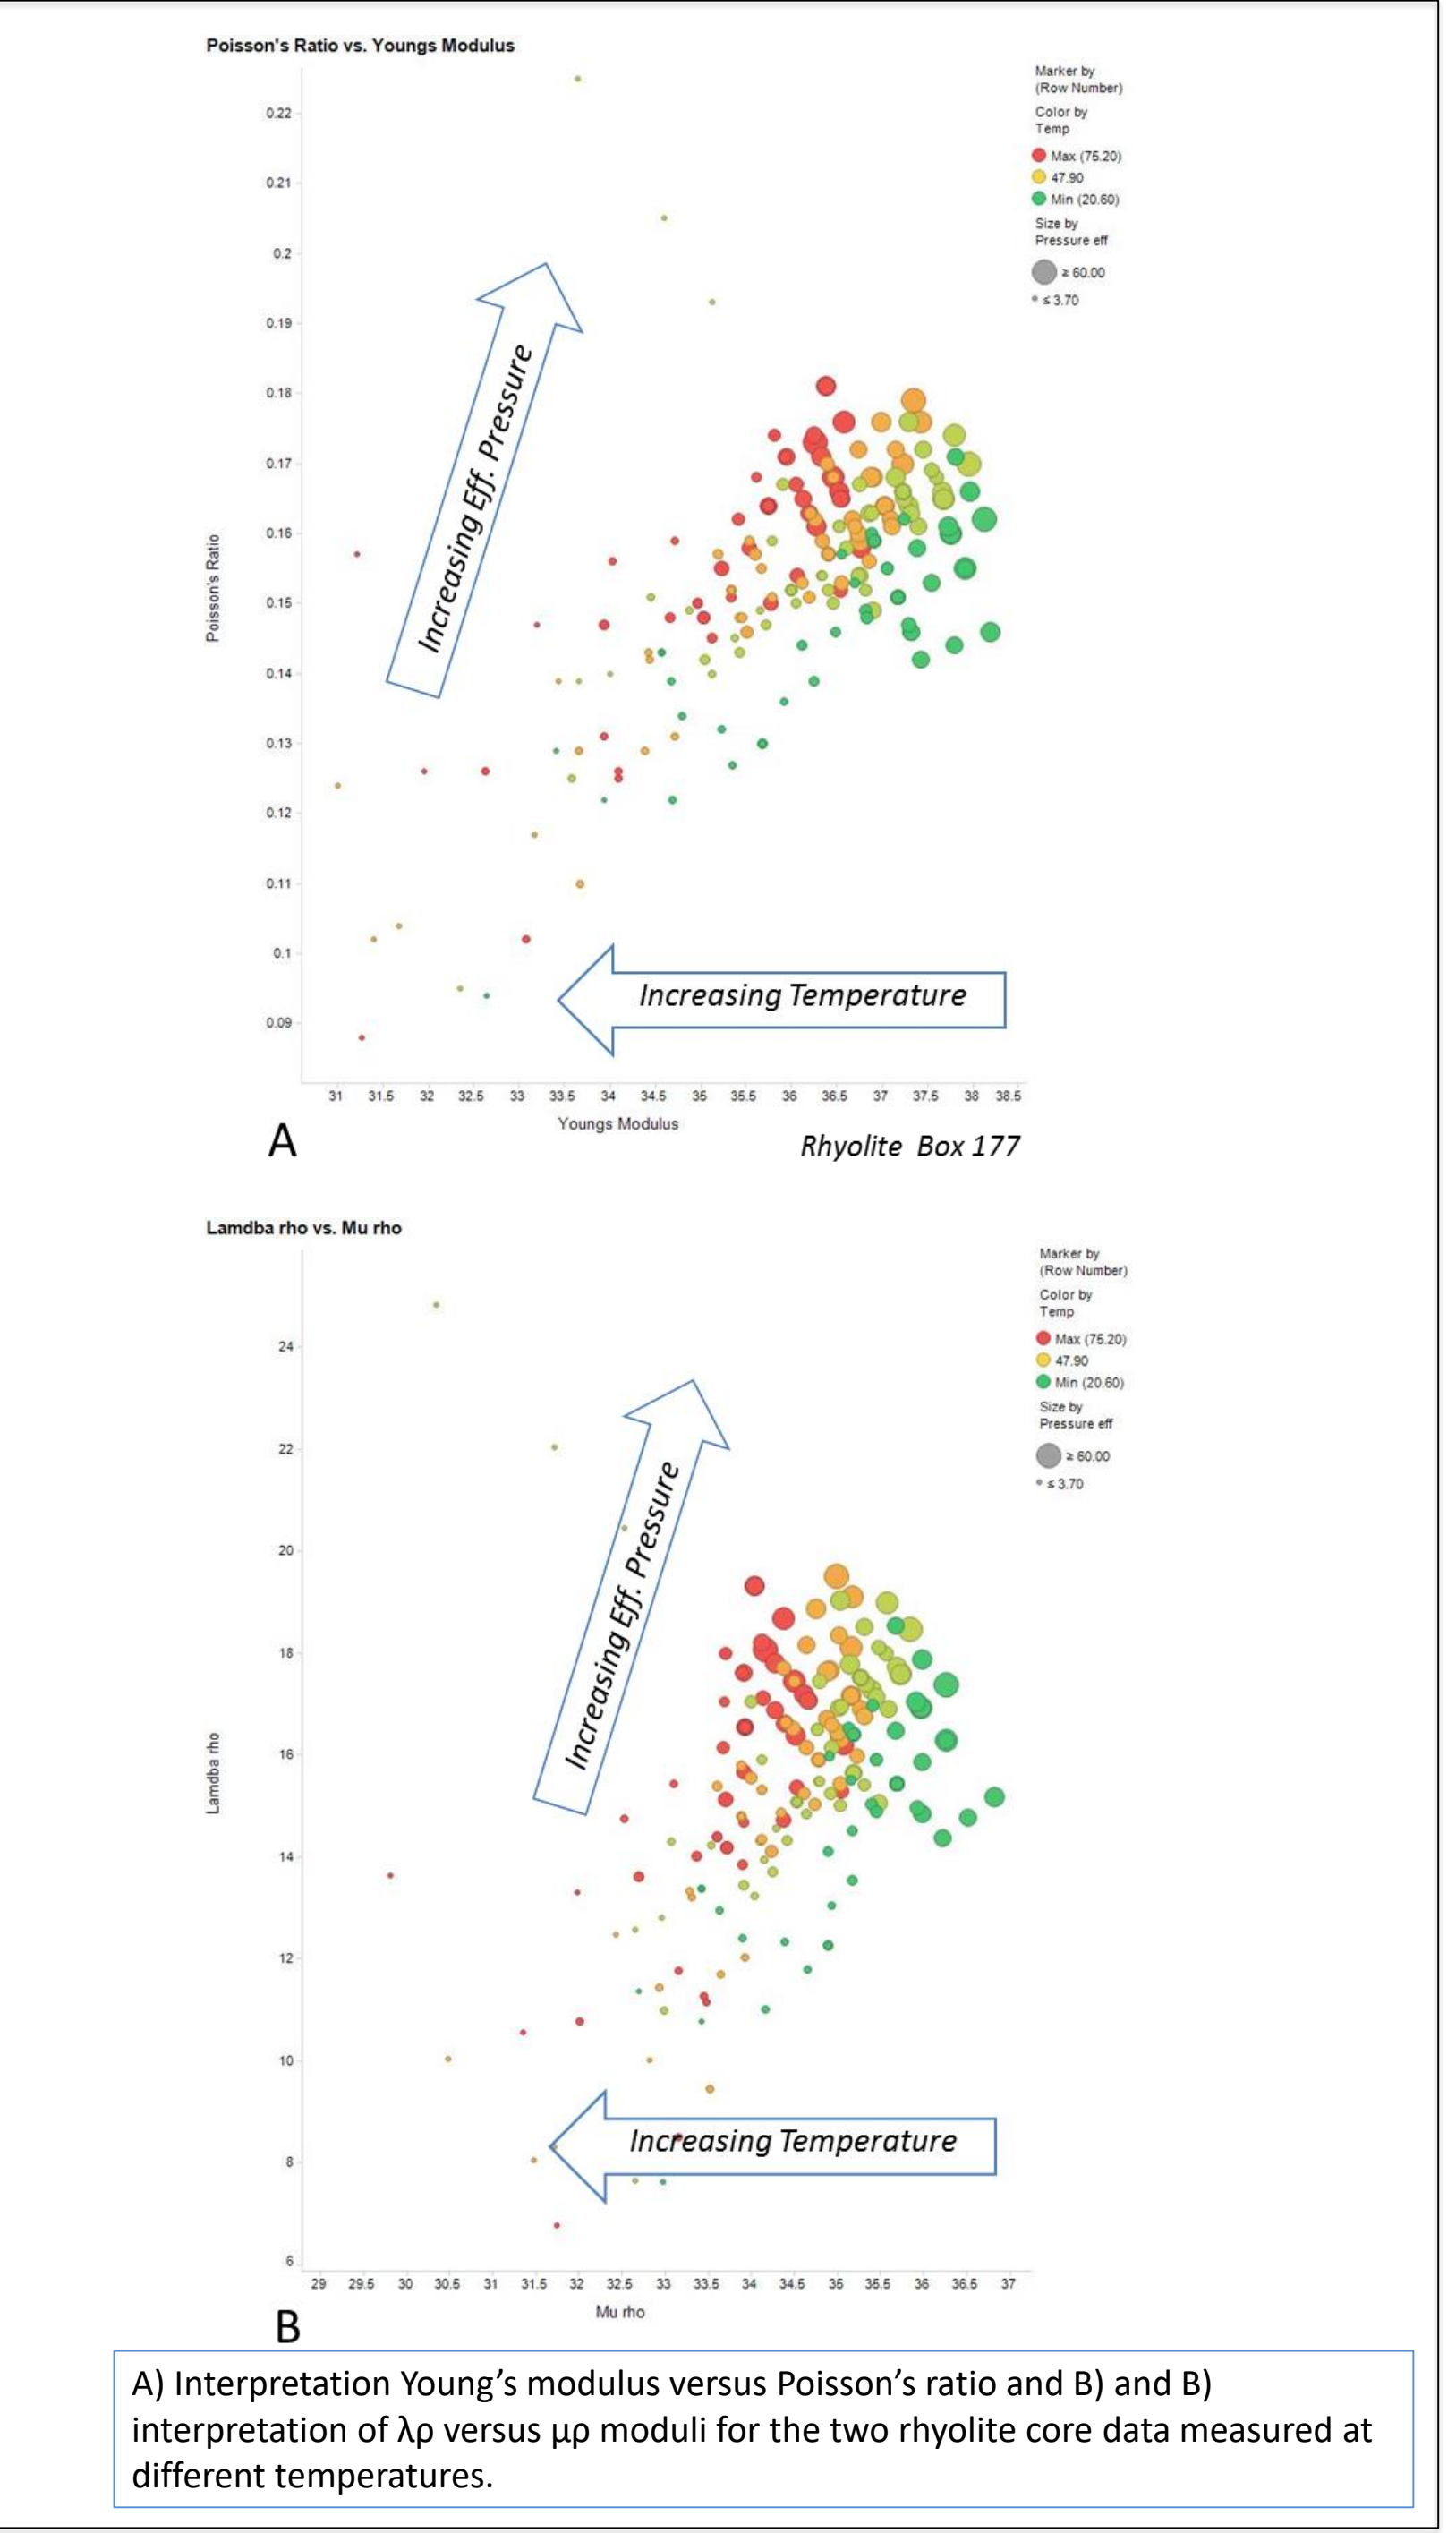 Poisson's Ratio vs. Youngs Modulus
Marker by
(Row Number)
Color by
Temp
Max (75.20)
47.90
Min (20.60)
Size by
Pressure eff
≥ 60.00
≤ 3.70
0.22
0.21
0.2
0.19
0.18
0.17
0.16
0.15
0.14
0.13
0.12
0.11
0.1
0.09
Poisson's Ratio
Increasing Eff. Pressure
Increasing Temperature
31 31.5 32 32.5 33 33.5 34 34.5 35 35.5 36 36.5 37 37.5 38 38.5
Youngs Modulus
A
Rhyolite Box 177
Lamdba rho vs. Mu rho
Marker by
(Row Number)
Color by
Temp
Max (75.20)
47.90
Min (20.60)
Size by
Pressure eff
≥ 60.00
≤ 3.70
24
22
20
18
16
14
12
10
8
6
Lamdba rho
Increasing Eff. Pressure
Increasing Temperature
29 29.5 30 30.5 31 31.5 32 32.5 33 33.5 34 34.5 35 35.5 36 36.5 37
Mu rho
B
A) Interpretation Young’s modulus versus Poisson’s ratio and B) and B)
interpretation of λρ versus μρ moduli for the two rhyolite core data measured at
different temperatures.